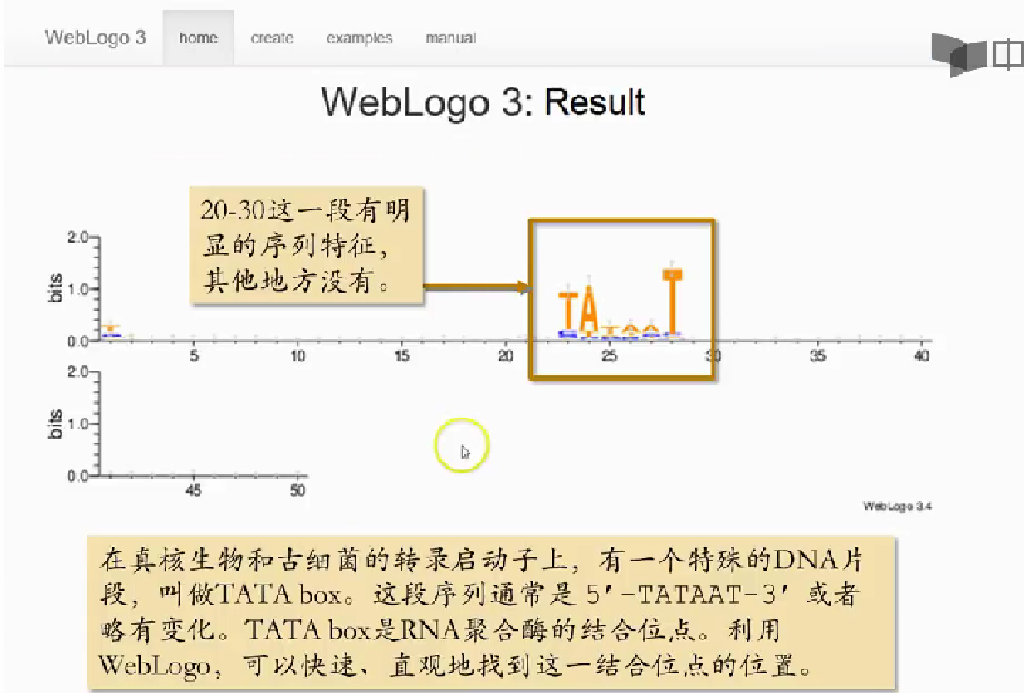 WebLogo 3 home create examples manual
中
WebLogo 3: Result
20-30这一段有明
显的序列特征，
其他地方没有。
2.0
bits
1.0
0.0
TATAAT
5 10 15 20 25 30 35 40
2.0
bits
1.0
0.0
45 50
WebLogo 3.4
在真核生物和古细菌的转录启动子上，有一个特殊的DNA片
段，叫做TATA box。这段序列通常是 5'-TATAAT-3' 或者
略有变化。TATA box是RNA聚合酶的结合位点。利用
WebLogo，可以快速、直观地找到这一结合位点的位置。